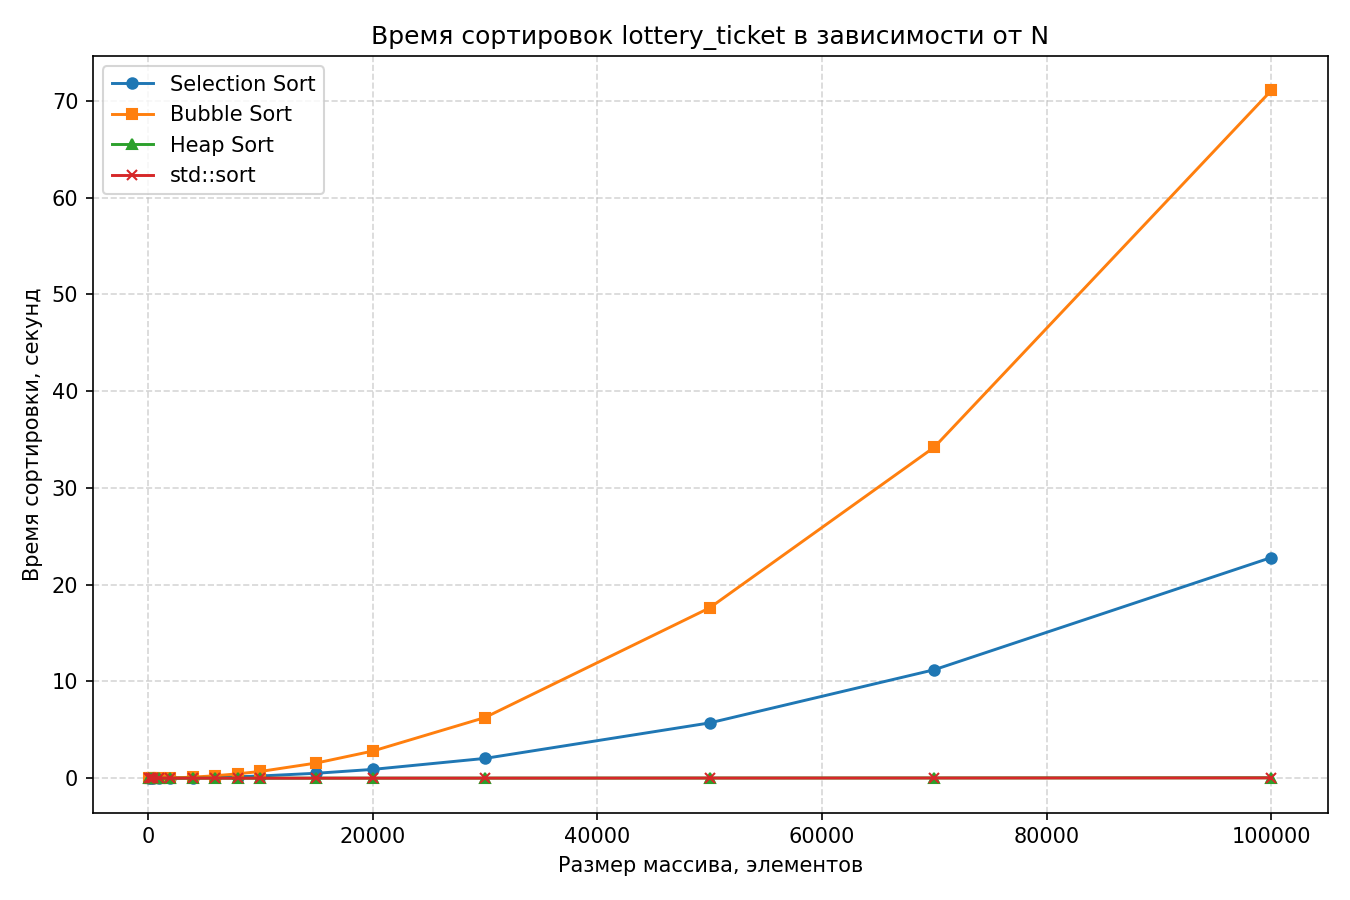 Время сортировок lottery_ticket в зависимости от N
Selection Sort
Bubble Sort
Heap Sort
std::sort
Время сортировки, секунд
70
60
50
40
30
20
10
0
0 20000 40000 60000 80000 100000
Размер массива, элементов